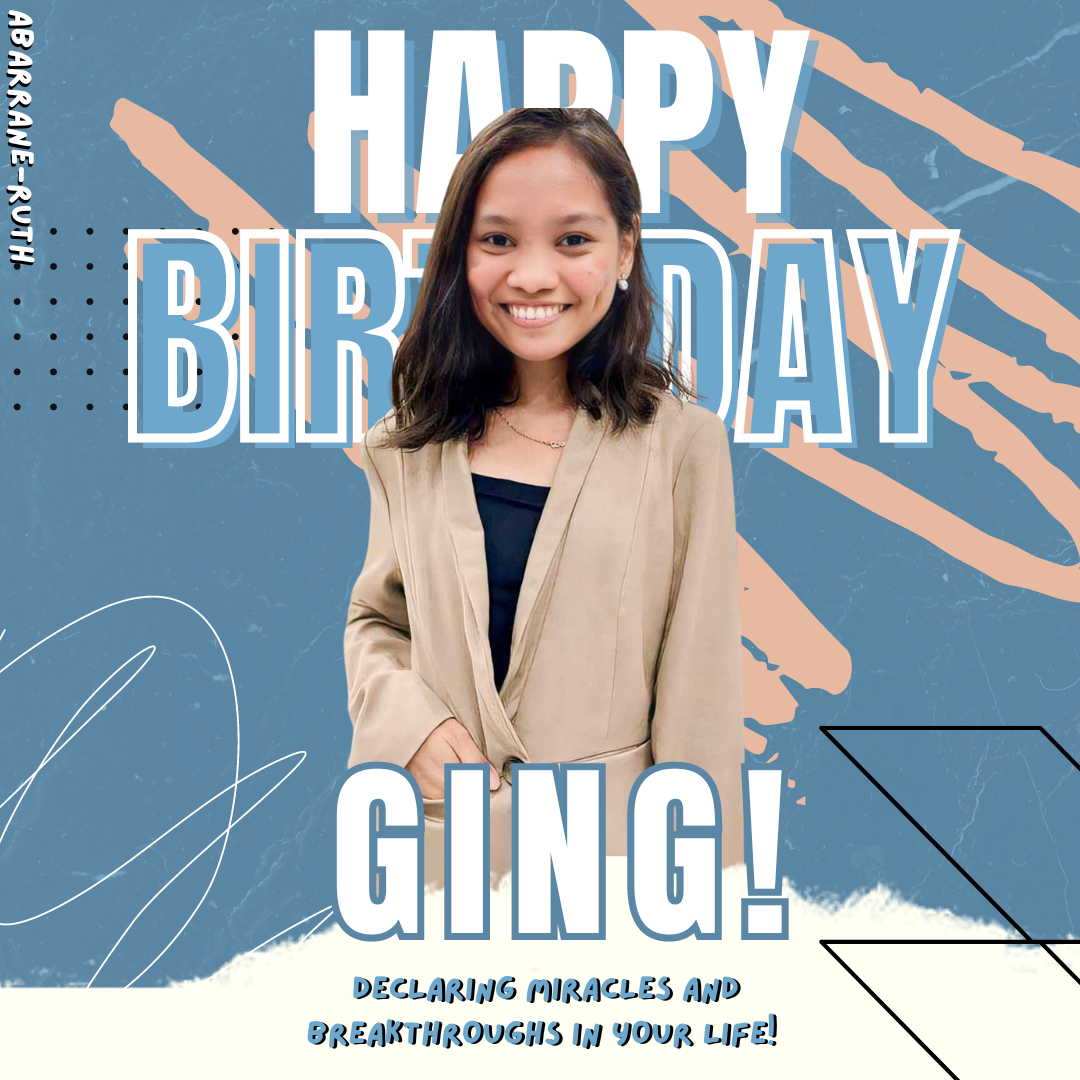 ABARRANE-RUTH
HAPPY
BIRTHDAY
GING!
DECLARING MIRACLES AND
BREAKTHROUGHS IN YOUR LIFE!